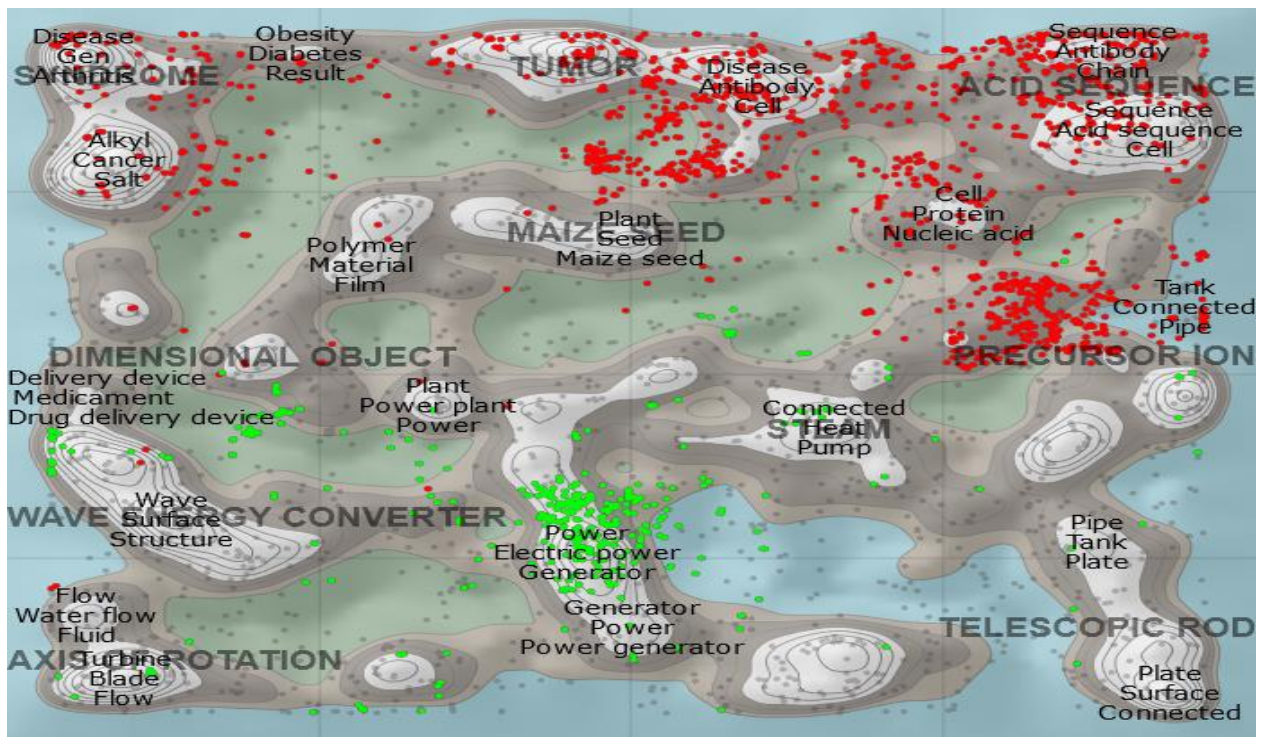 Disease
Gen
Arthritis
SYNDROME
Obesity
Diabetes
Result
TUMOR
Disease
Antibody
Cell
Sequence
Antibody
Chain
ACID SEQUENCE
Sequence
Acid sequence
Cell
Alkyl
Cancer
Salt
Polymer
Material
Film
MAIZE SEED
Plant
Seed
Maize seed
Cell
Protein
Nucleic acid
Tank
Connected
Pipe
DIMENSIONAL OBJECT
PRECURSOR ION
Delivery device
Medicament
Drug delivery device
Plant
Power plant
Power
Connected
Heat
Pump
STEAM
WAVE ENERGY CONVERTER
Wave
Surface
Structure
Power
Electric power
Generator
Pipe
Tank
Plate
Flow
Water flow
Fluid
Generator
Power
Power generator
TELESCOPIC ROD
AXIS OF ROTATION
Turbine
Blade
Flow
Plate
Surface
Connected